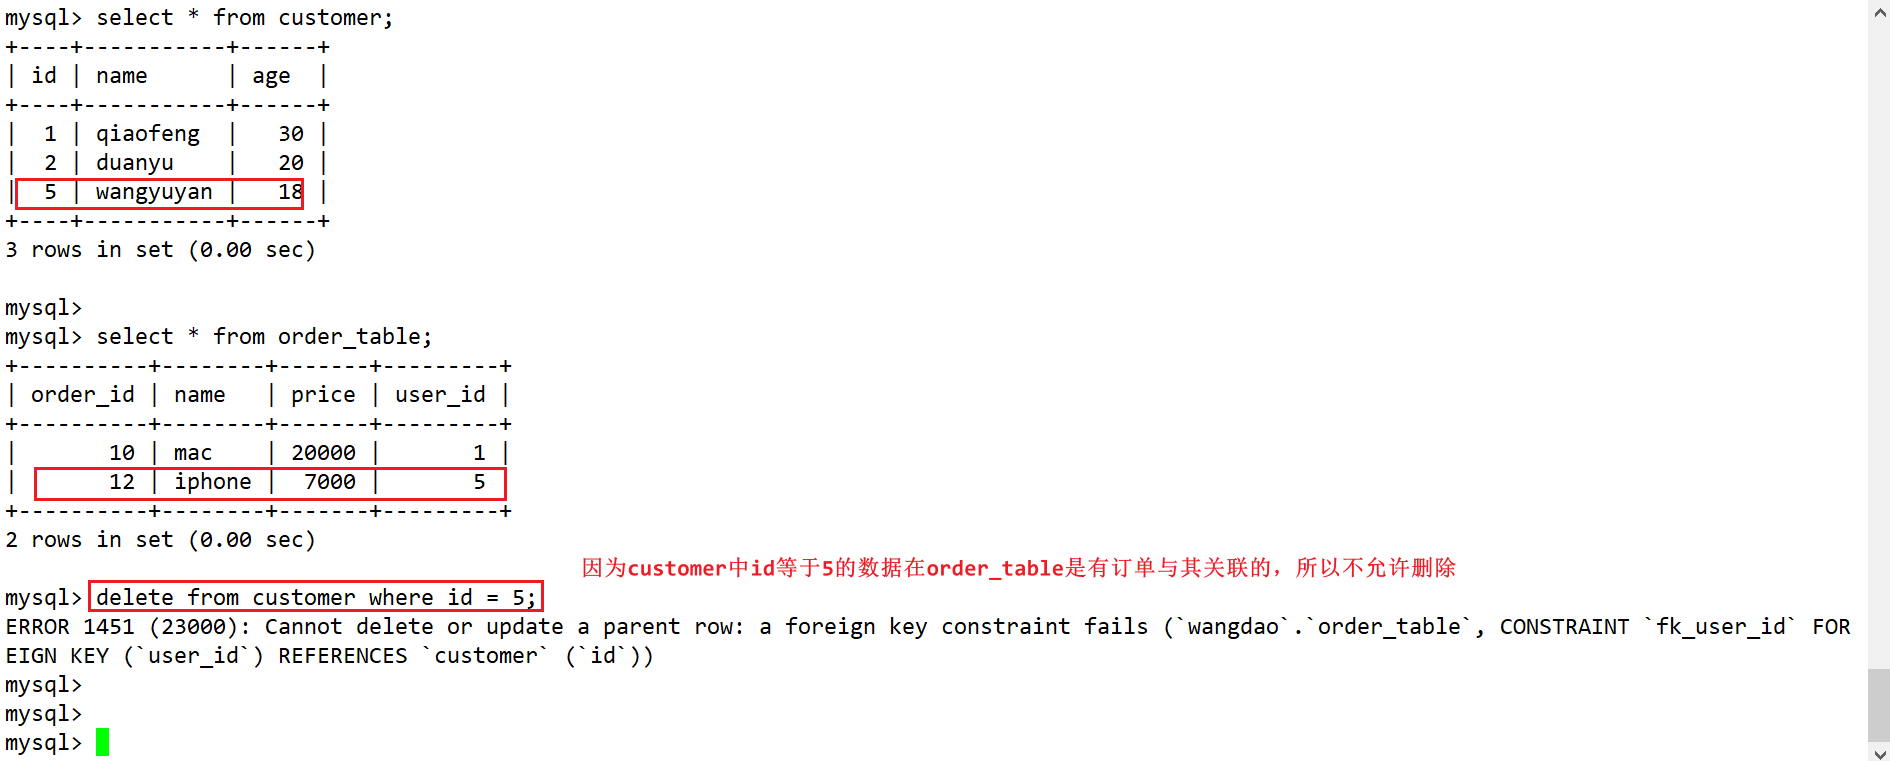 mysql> select * from customer;
+----+-----------+------+
| id | name      | age  |
+----+-----------+------+
|  1 | qiaofeng  |   30 |
|  2 | duanyu    |   20 |
|  5 | wangyuyan |   18 |
+----+-----------+------+
3 rows in set (0.00 sec)
mysql>
mysql> select * from order_table;
+----------+--------+-------+---------+
| order_id | name   | price | user_id |
+----------+--------+-------+---------+
|       10 | mac    | 20000 |       1 |
|       12 | iphone |  7000 |       5
+----------+--------+-------+---------+
2 rows in set (0.00 sec)
因为customer中id等于5的数据在order_table是有订单与其关联的，所以不允许删除
mysql> delete from customer where id = 5;
ERROR 1451 (23000): Cannot delete or update a parent row: a foreign key constraint fails (`wangdao`.`order_table`, CONSTRAINT `fk_user_id` FOR
EIGN KEY (`user_id`) REFERENCES `customer` (`id`))
mysql>
mysql>
mysql>